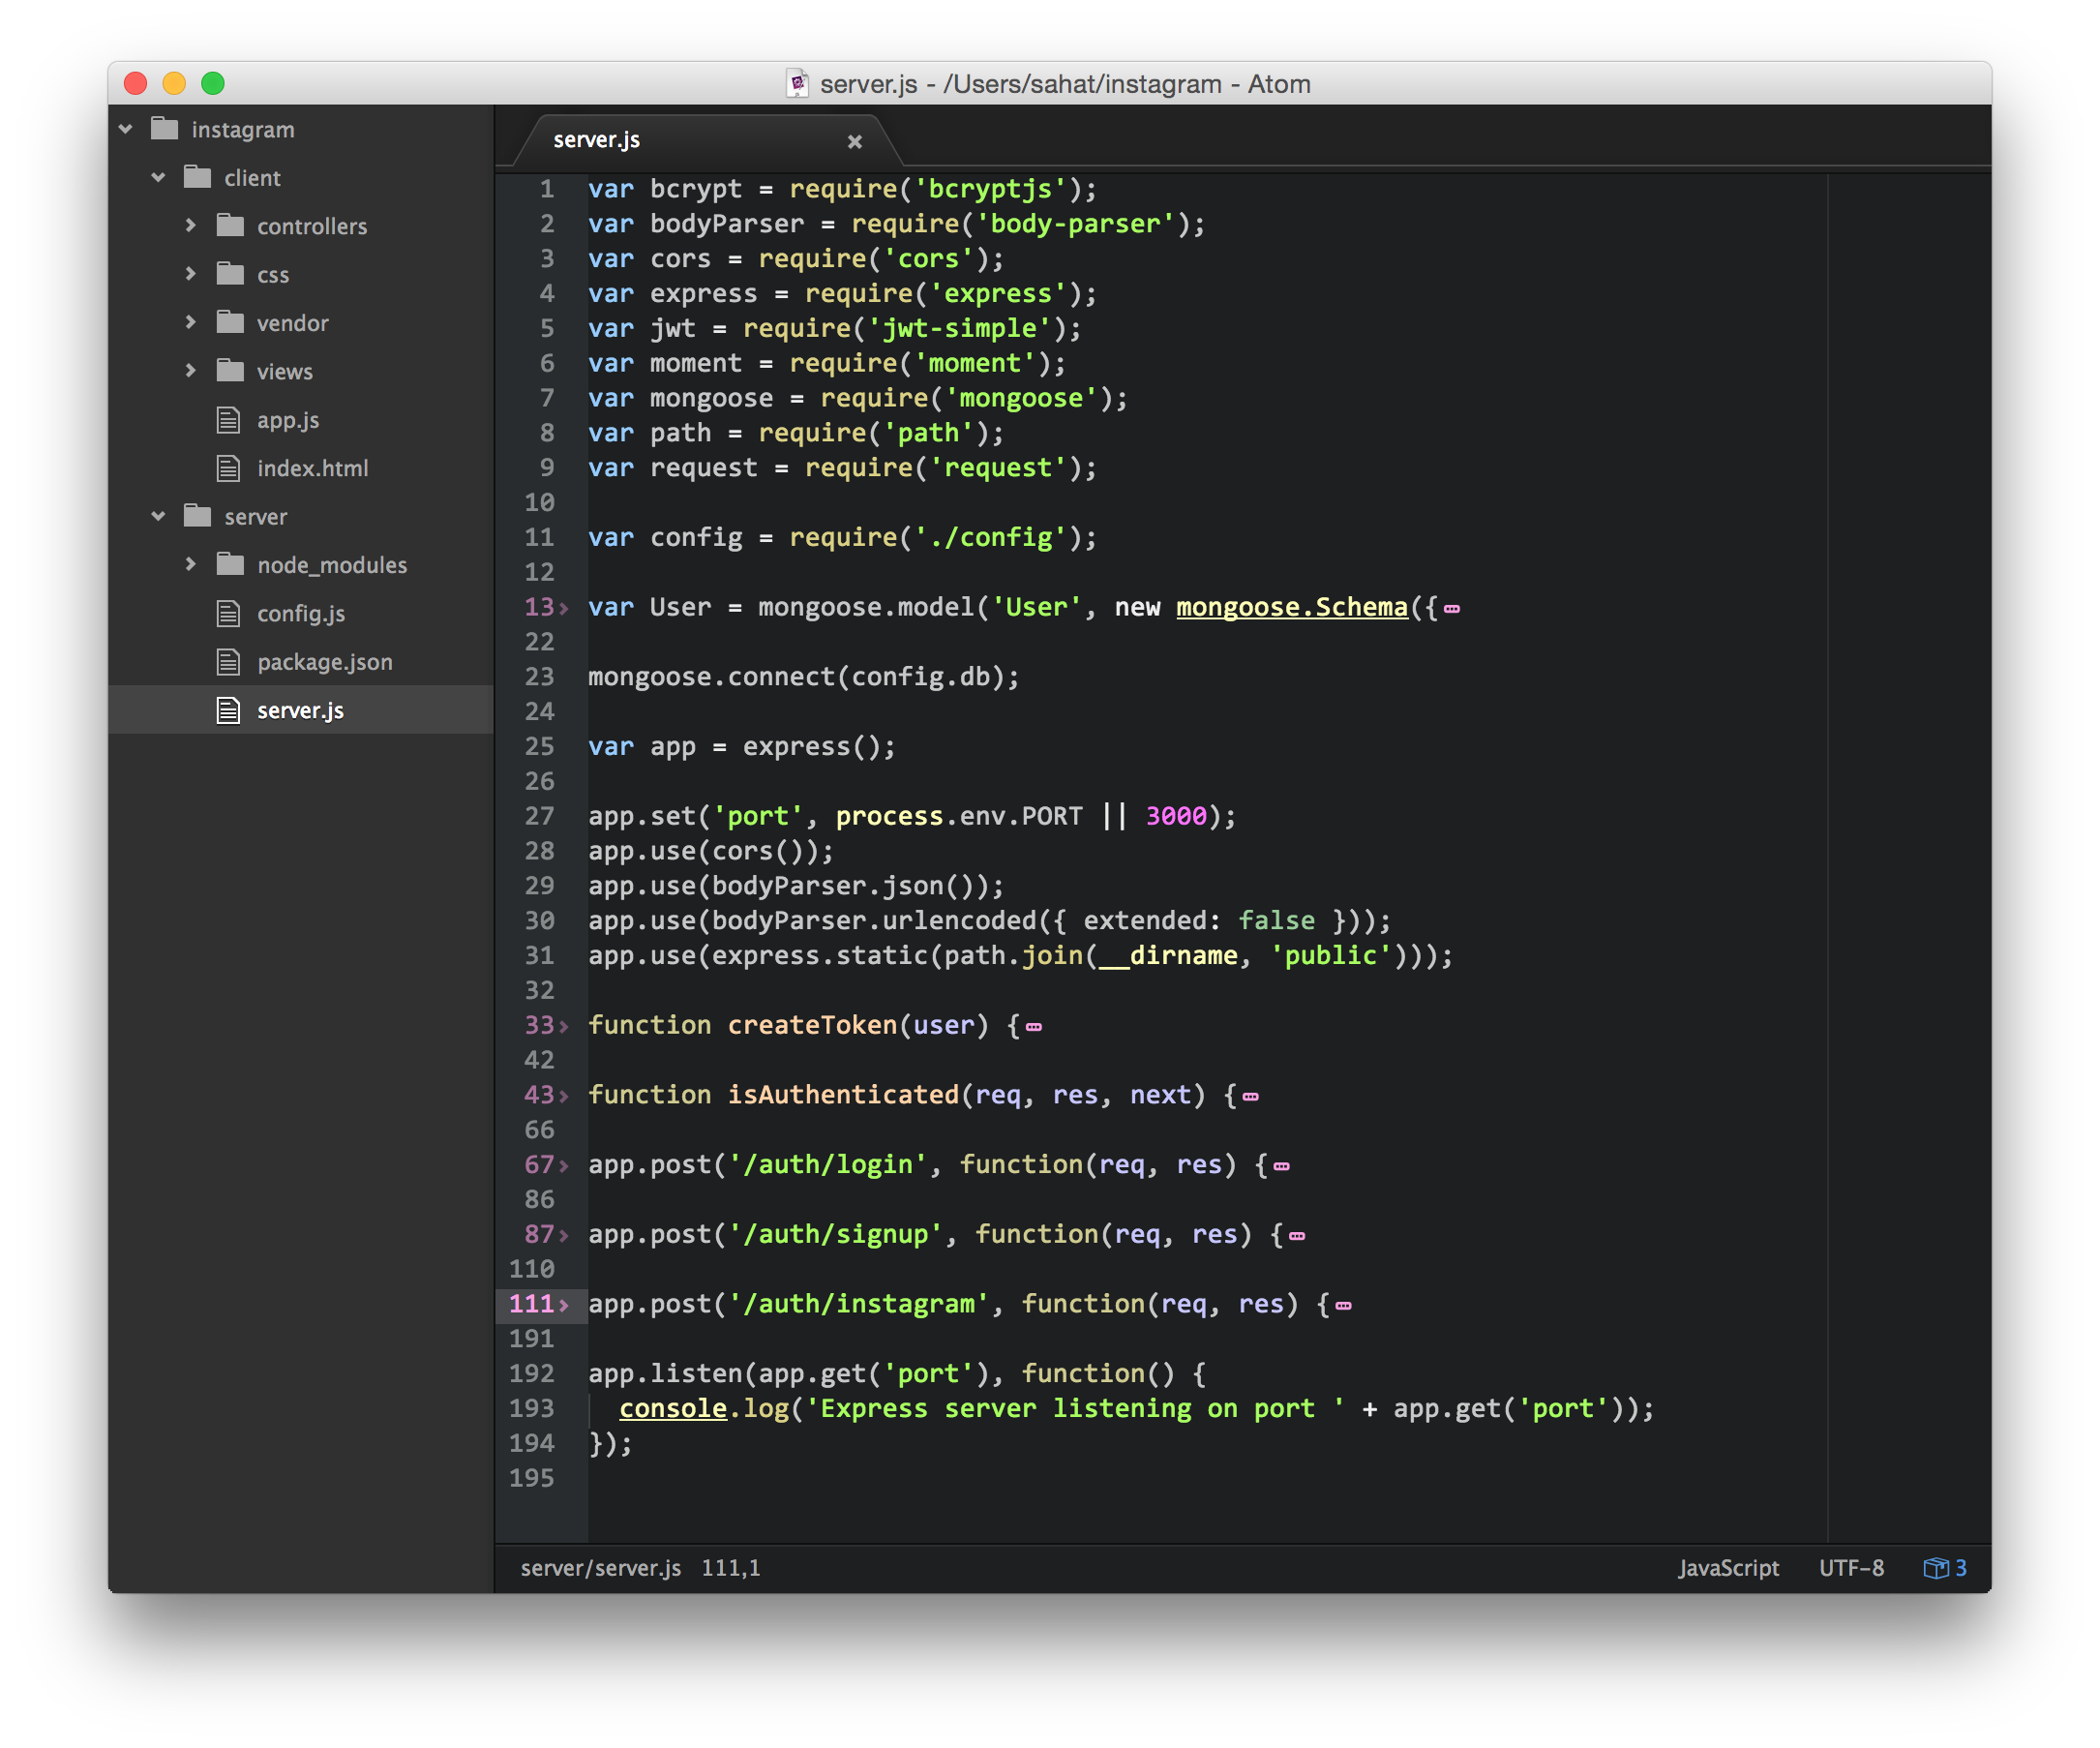 server.js - /Users/sahat/instagram - Atom
instagram
client
controllers
css
vendor
views
app.js
index.html
server
node_modules
config.js
package.json
server.js
server.js
1 var bcrypt = require('bcryptjs');
2 var bodyParser = require('body-parser');
3 var cors = require('cors');
4 var express = require('express');
5 var jwt = require('jwt-simple');
6 var moment = require('moment');
7 var mongoose = require('mongoose');
8 var path = require('path');
9 var request = require('request');
10
11 var config = require('./config');
12
13 var User = mongoose.model('User', new mongoose.Schema({
22
23 mongoose.connect(config.db);
24
25 var app = express();
26
27 app.set('port', process.env.PORT || 3000);
28 app.use(cors());
29 app.use(bodyParser.json());
30 app.use(bodyParser.urlencoded({ extended: false }));
31 app.use(express.static(path.join(__dirname, 'public')));
32
33 function createToken(user) {
42
43 function isAuthenticated(req, res, next) {
66
67 app.post('/auth/login', function(req, res) {
86
87 app.post('/auth/signup', function(req, res) {
110
111 app.post('/auth/instagram', function(req, res) {
191
192 app.listen(app.get('port'), function() {
193   console.log('Express server listening on port ' + app.get('port'));
194 });
195
server/server.js 111,1
JavaScript UTF-8 3